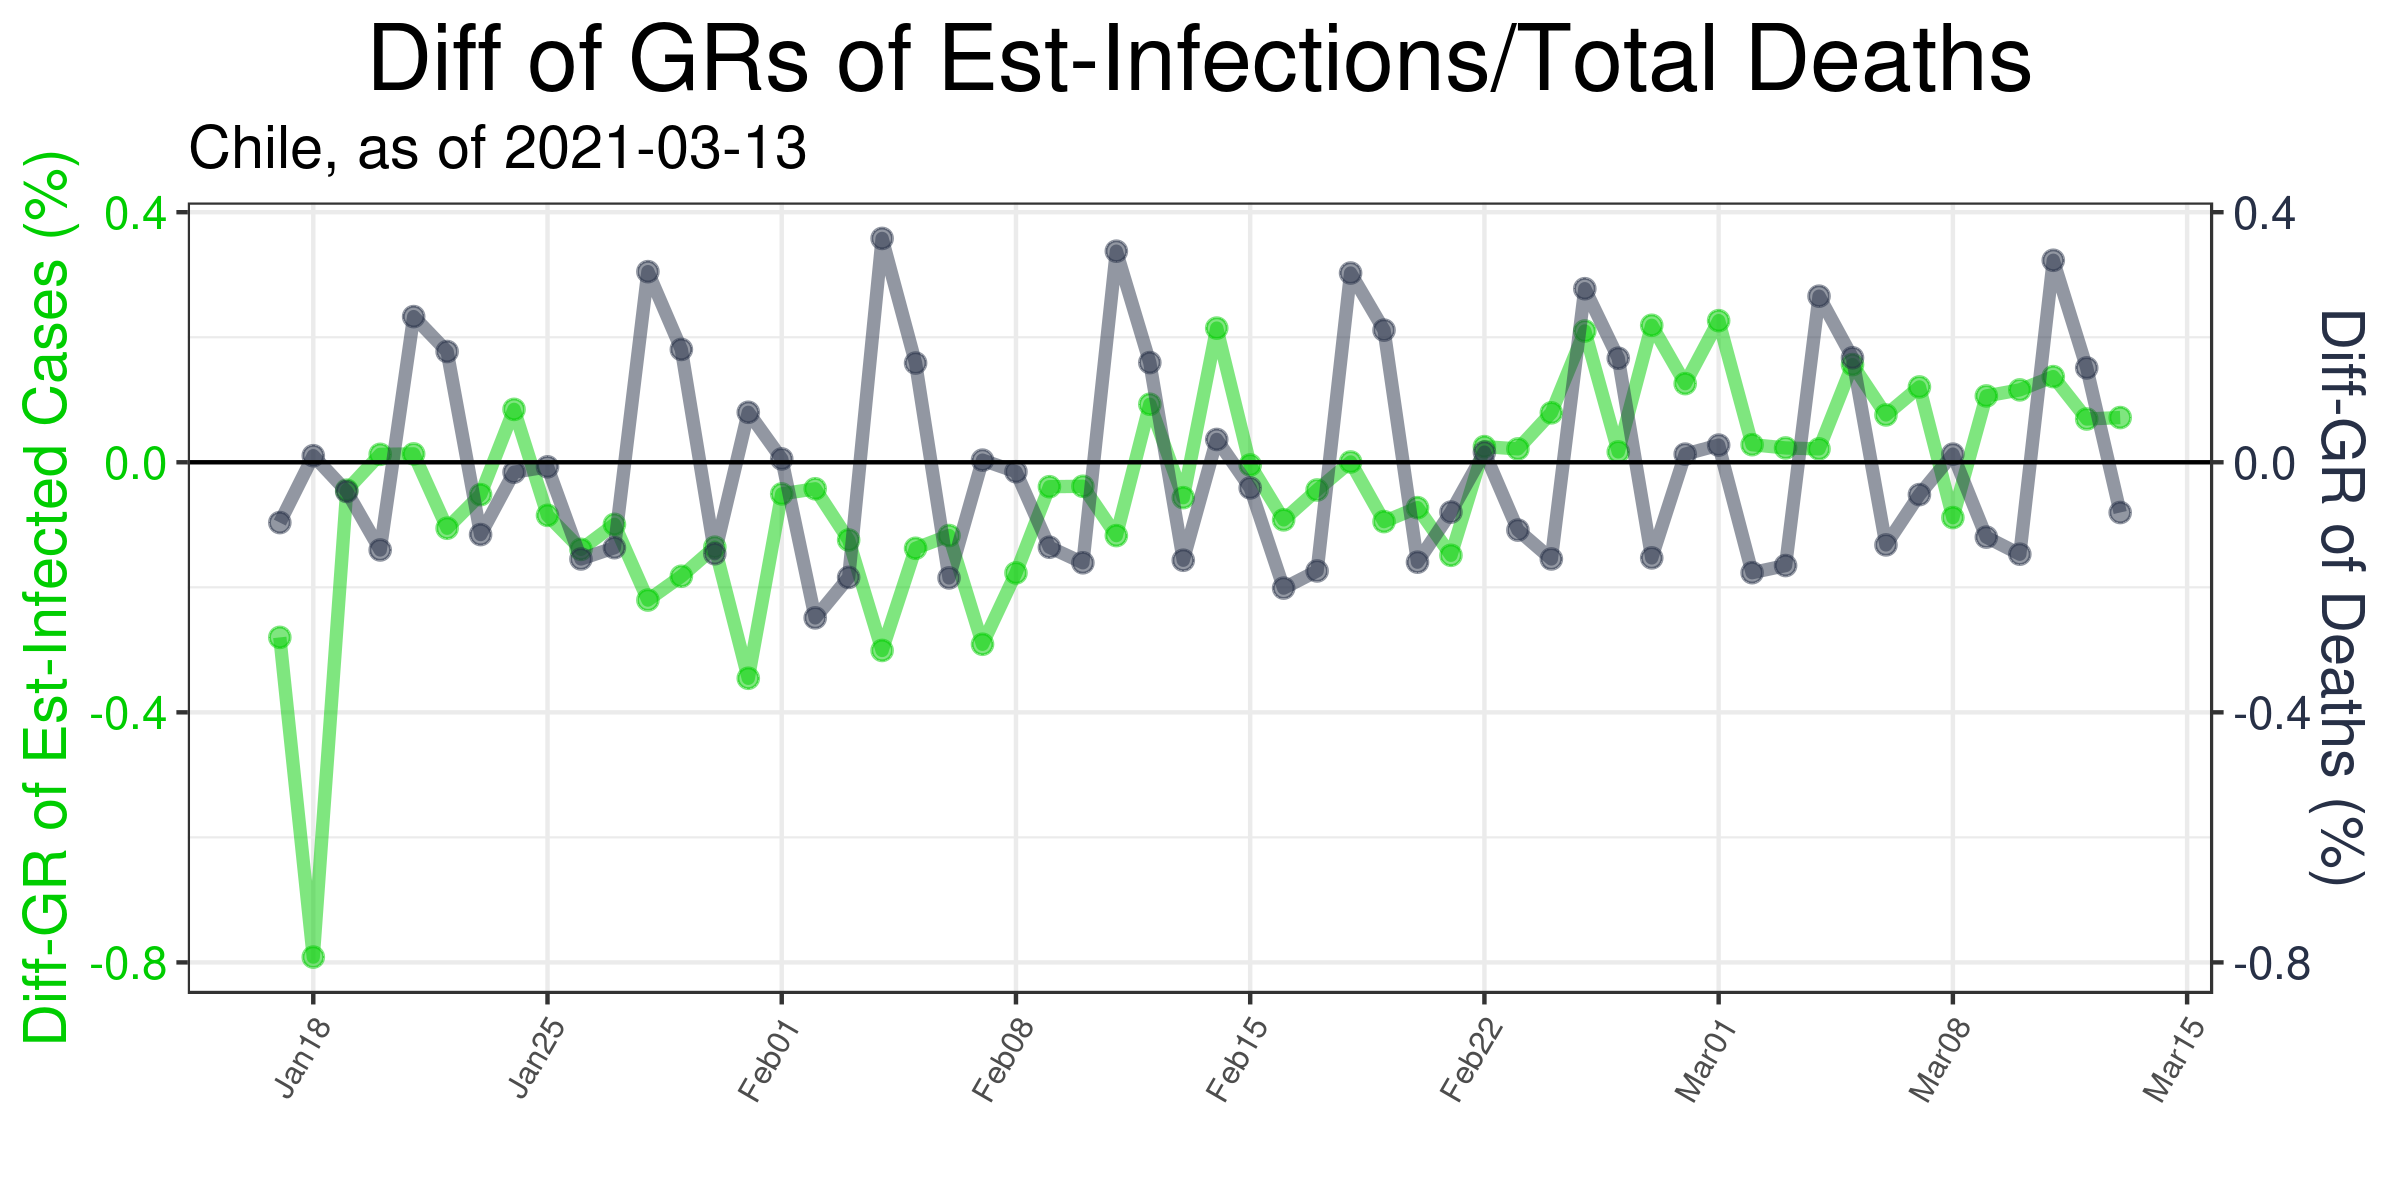 Diff of GRs of Est-Infections/Total Deaths
Chile, as of 2021-03-13
Diff-GR of Est-Infected Cases (%)
0.4
0.0
-0.4
-0.8
0.4
0.0
-0.4
-0.8
Diff-GR of Deaths (%)
Jan18
Jan25
Feb01
Feb08
Feb15
Feb22
Mar01
Mar08
Mar15